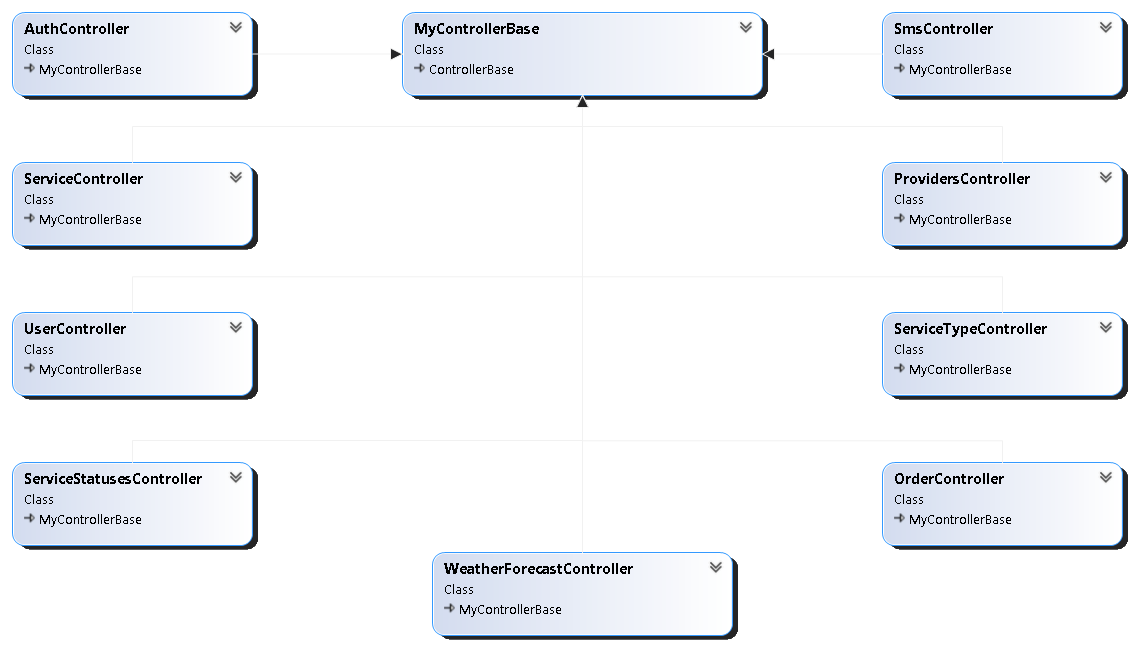 AuthController
Class
MyControllerBase
MyControllerBase
Class
ControllerBase
SmsController
Class
MyControllerBase
ServiceController
Class
MyControllerBase
ProvidersController
Class
MyControllerBase
UserController
Class
MyControllerBase
ServiceTypeController
Class
MyControllerBase
ServiceStatusesController
Class
MyControllerBase
OrderController
Class
MyControllerBase
WeatherForecastController
Class
MyControllerBase